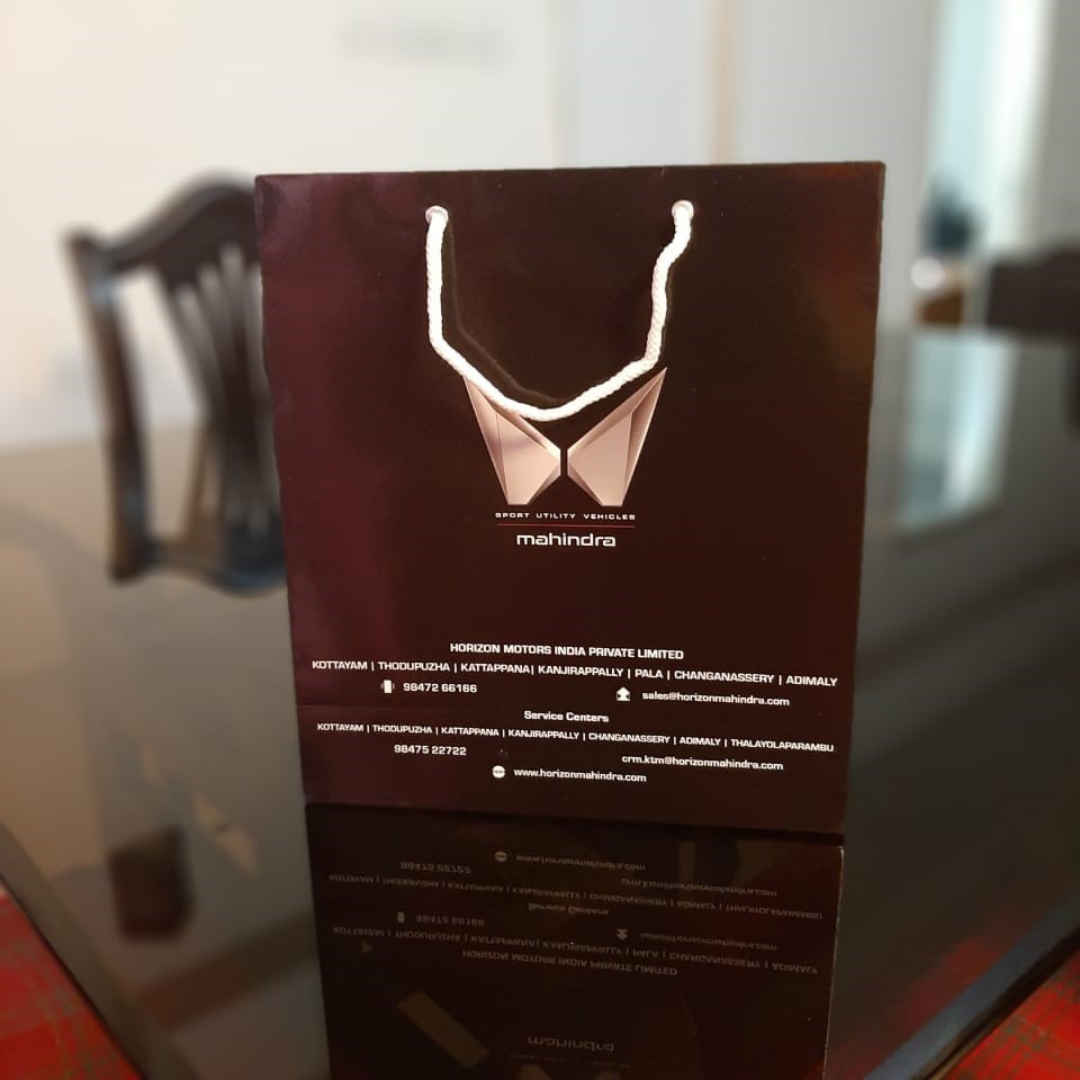 SPORT UTILITY VEHICLES
mahindra
HORIZON MOTORS INDIA PRIVATE LIMITED
KOTTAYAM | THODUPUZHA | KATTAPPANA| KANJIRAPPALLY | PALA | CHANGANASSERY | ADIMALY
98472 66166 sales@horizonmahindra.com
Service Centers
KOTTAYAM | THODUPUZHA | KATTAPPANA | KANJIRAPPALLY | CHANGANASSERY | ADIMALY | THALAYOLAPARAMBU
98475 22722 crm.ktm@horizonmahindra.com
www.horizonmahindra.com